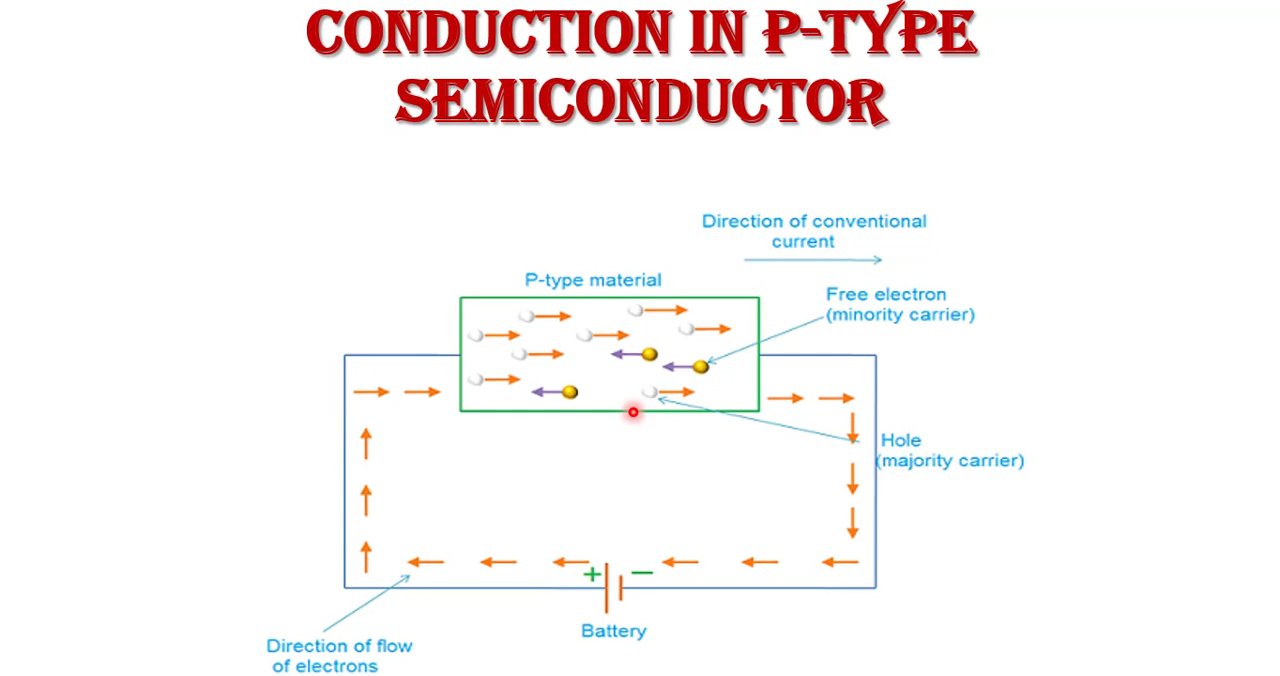 CONDUCTION IN P-TYPE
SEMICONDUCTOR
Direction of conventional
current
P-type material
Free electron
(minority carrier)
Hole
(majority carrier)
+ −
Battery
Direction of flow
of electrons